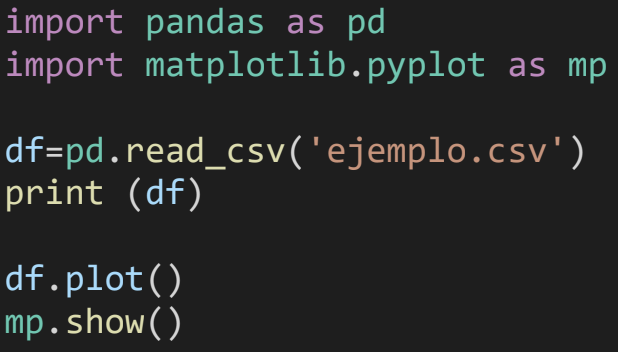 import pandas as pd
import matplotlib.pyplot as mp
df=pd.read_csv('ejemplo.csv')
print (df)
df.plot()
mp.show()